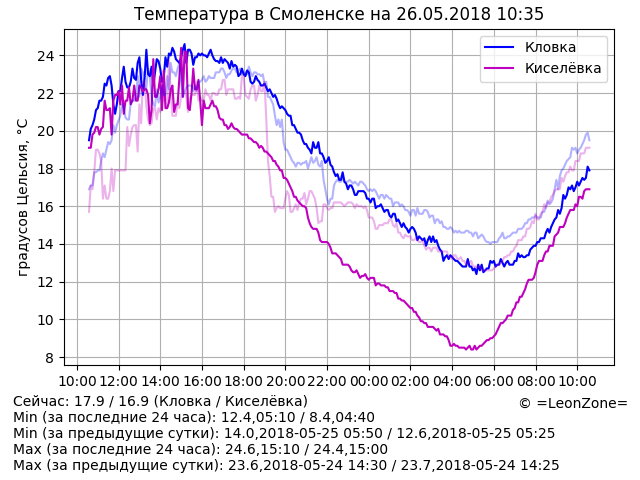 Температура в Смоленске на 26.05.2018 10:35
Кловка
Киселёвка
градусов Цельсия, °C
24
22
20
18
16
14
12
10
8
10:00 12:00 14:00 16:00 18:00 20:00 22:00 00:00 02:00 04:00 06:00 08:00 10:00
Сейчас: 17.9 / 16.9 (Кловка / Киселёвка)
© =LeonZone=
Min (за последние 24 часа): 12.4,05:10 / 8.4,04:40
Min (за предыдущие сутки): 14.0,2018-05-25 05:50 / 12.6,2018-05-25 05:25
Max (за последние 24 часа): 24.6,15:10 / 24.4,15:00
Max (за предыдущие сутки): 23.6,2018-05-24 14:30 / 23.7,2018-05-24 14:25